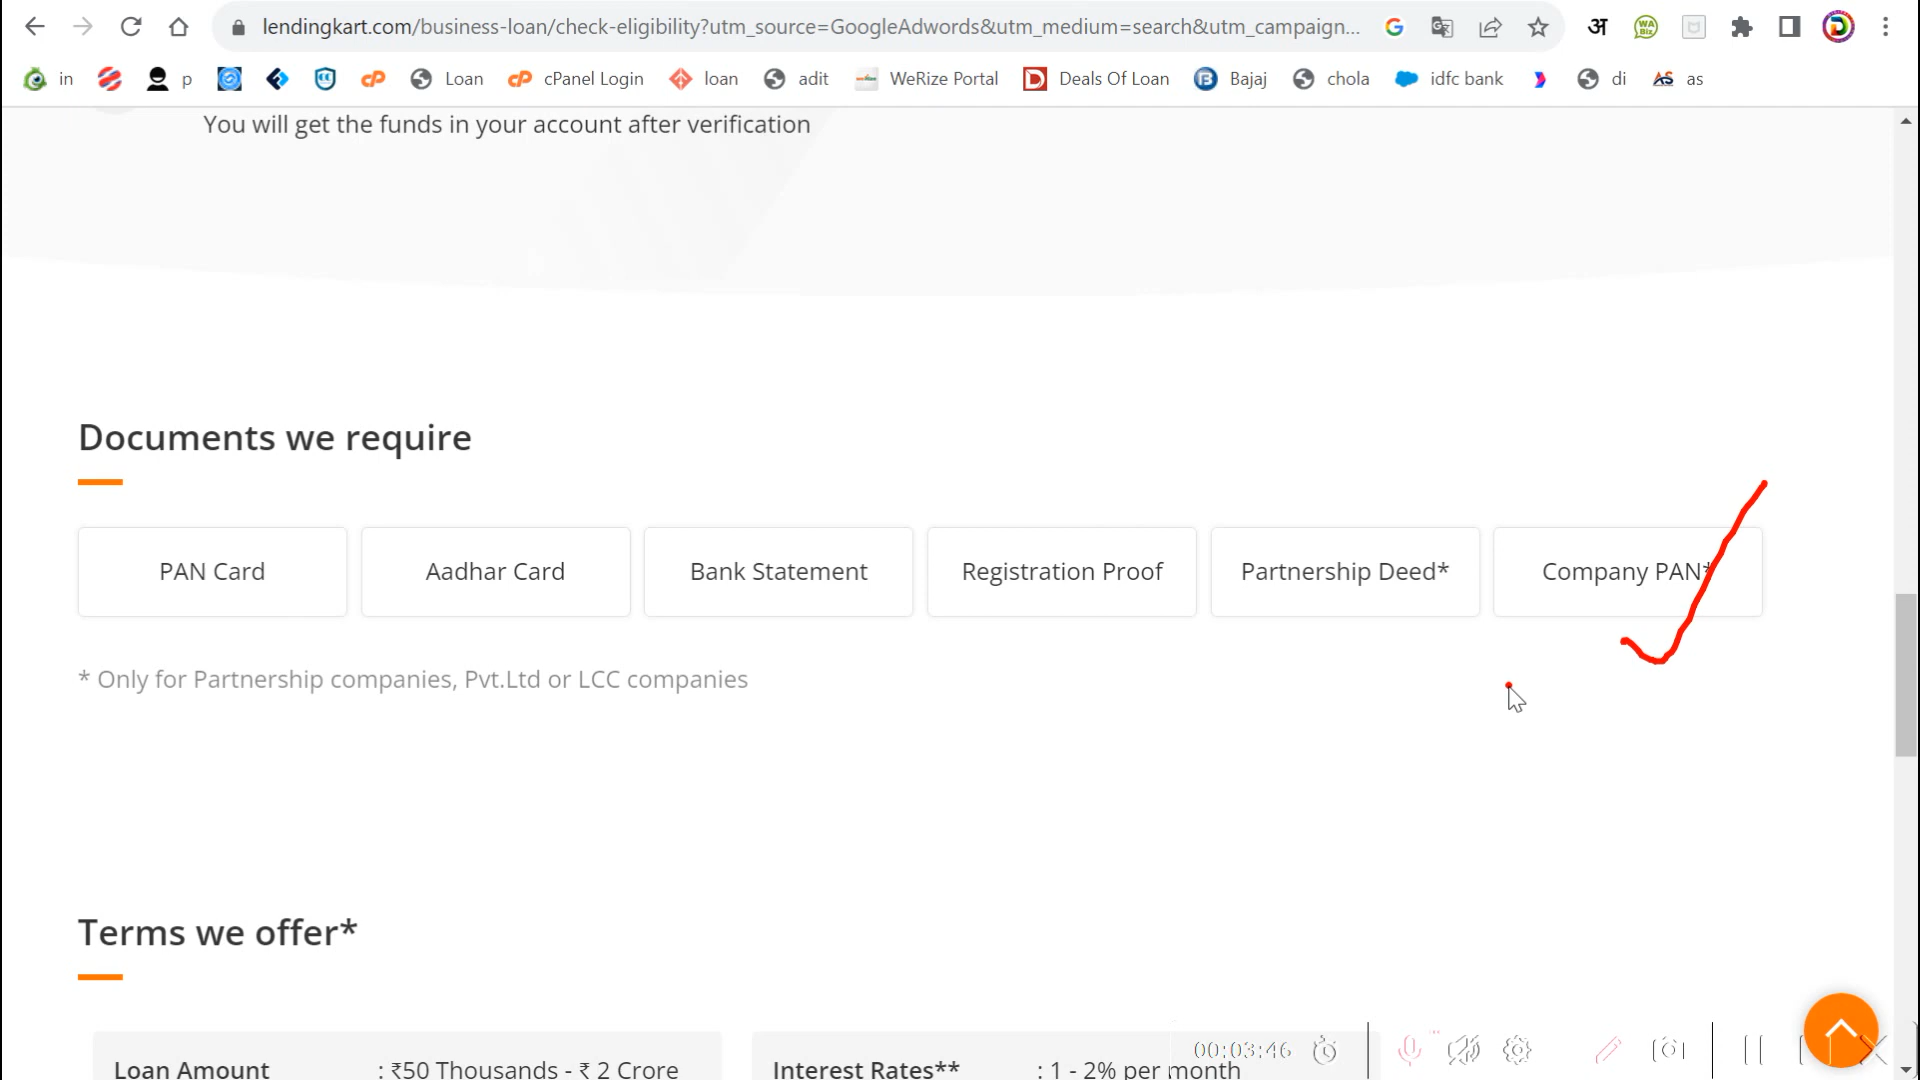 lendingkart.com/business-loan/check-eligibility?utm_source=GoogleAdwords&utm_medium=search&utm_campaign...
अ
WA
Biz
in
p
Loan
cPanel Login
loan
adit
WeRize Portal
Deals Of Loan
Bajaj
chola
idfc bank
di
as
You will get the funds in your account after verification
Documents we require
PAN Card
Aadhar Card
Bank Statement
Registration Proof
Partnership Deed*
Company PAN*
* Only for Partnership companies, Pvt.Ltd or LCC companies
Terms we offer*
Loan Amount : ₹50 Thousands - ₹ 2 Crore
Interest Rates** : 1 - 2% per month
00:03:46